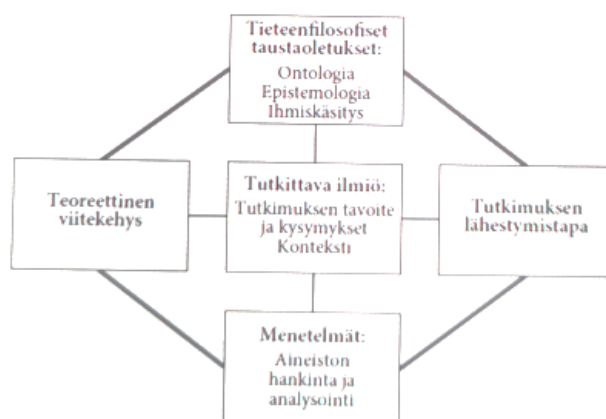 Tieteenfilosofiset
taustaoletukset:
Ontologia
Epistemologia
Ihmiskäsitys
Teoreettinen
viitekehys
Tutkittava ilmiö:
Tutkimuksen tavoite
ja kysymykset
Konteksti
Tutkimuksen
lähestymistapa
Menetelmät:
Aineiston
hankinta ja
analysointi